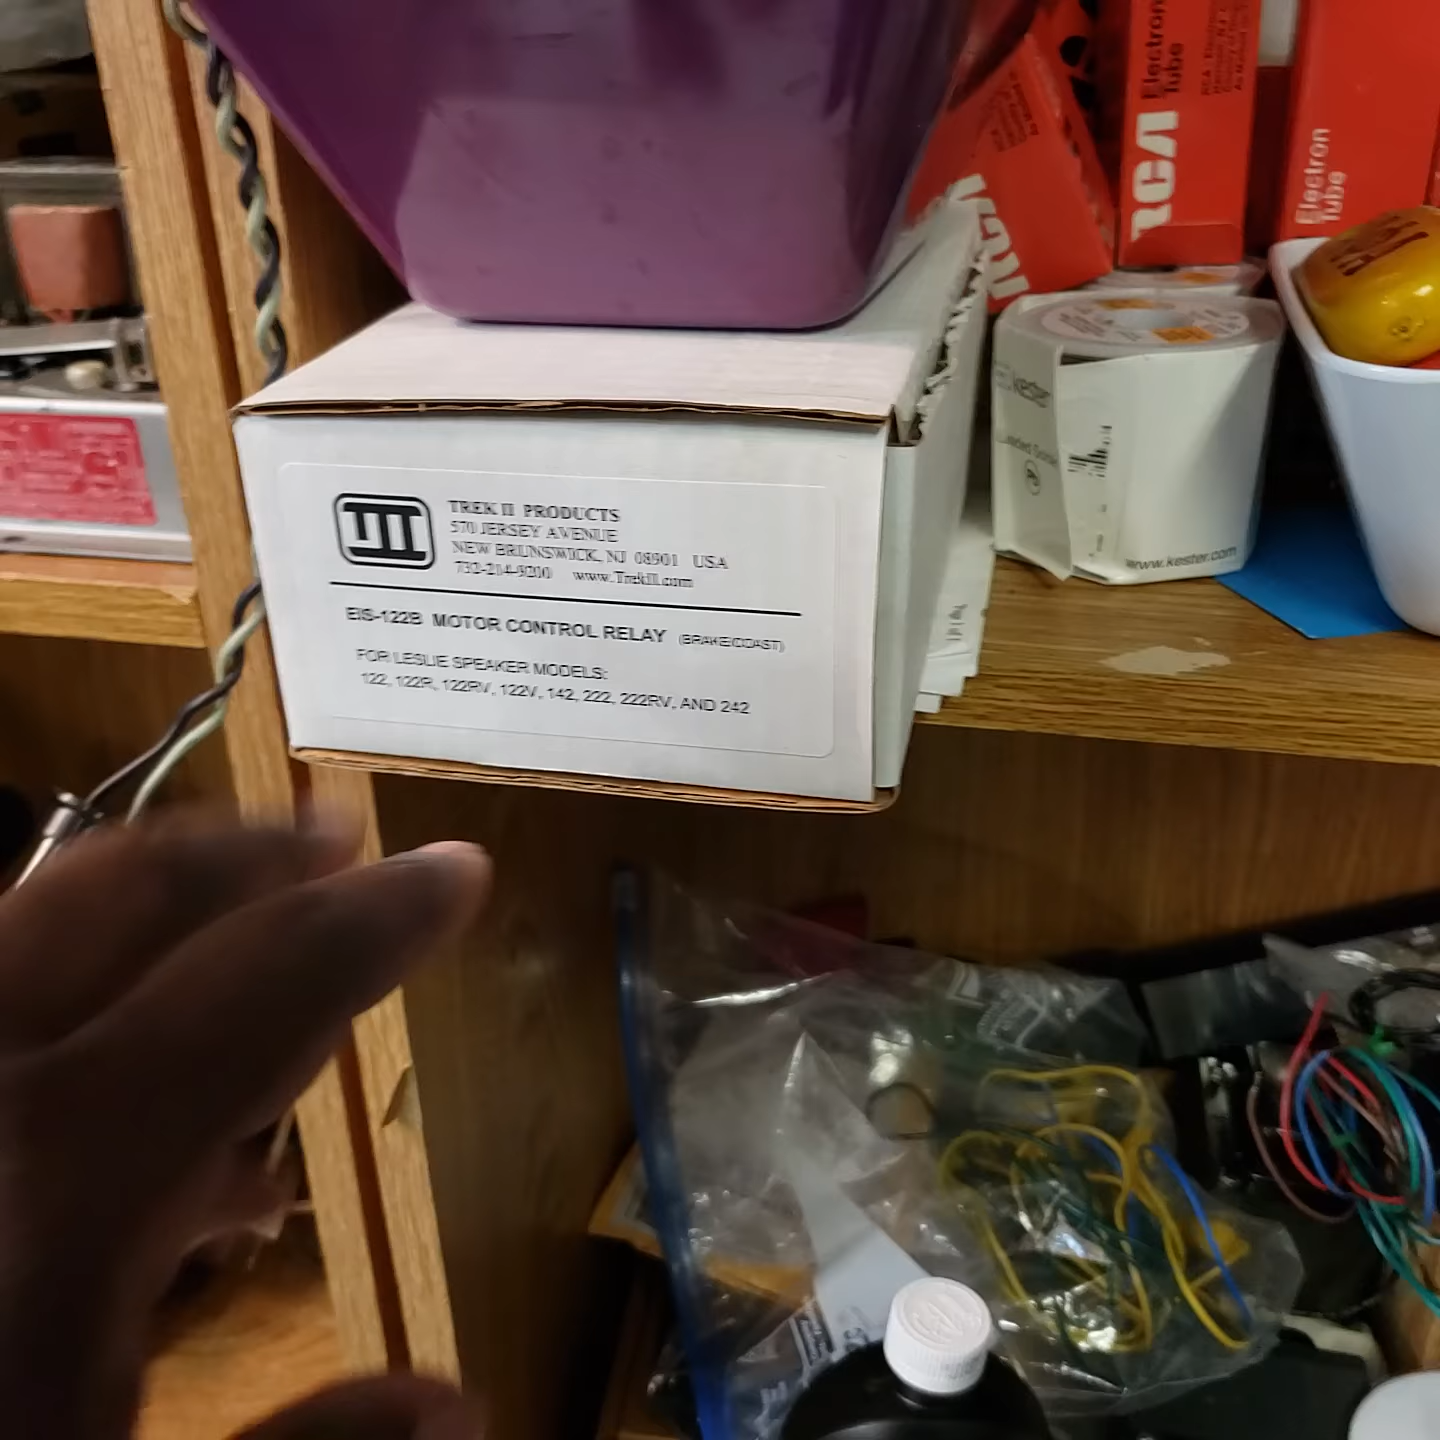 TREK II PRODUCTS
570 JERSEY AVENUE
NEW BRUNSWICK, NJ 08901 USA
732-214-9200 www.TrekII.com
EIS-122B MOTOR CONTROL RELAY (BRAKE/COAST)
FOR LESLIE SPEAKER MODELS:
122, 122R, 122RV, 122V, 142, 222, 222RV, AND 242
RCA
Electron
Tube
Electron
Tube
kester
www.kester.com